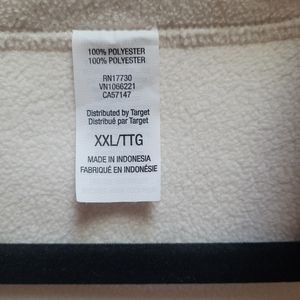 100% POLYESTER
100% POLYESTER
RN17730
VN1066221
CA57147
Distributed by Target
Distribué par Target
XXL/TTG
MADE IN INDONESIA
FABRIQUÉ EN INDONÉSIE